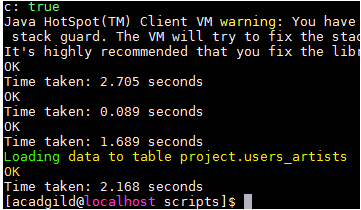 c: true
Java HotSpot(TM) Client VM warning: You have
stack guard. The VM will try to fix the stac
It's highly recommended that you fix the libr
OK
Time taken: 2.705 seconds
OK
Time taken: 0.089 seconds
OK
Time taken: 1.689 seconds
Loading data to table project.users_artists
OK
Time taken: 2.168 seconds
[acadgild@localhost scripts]$